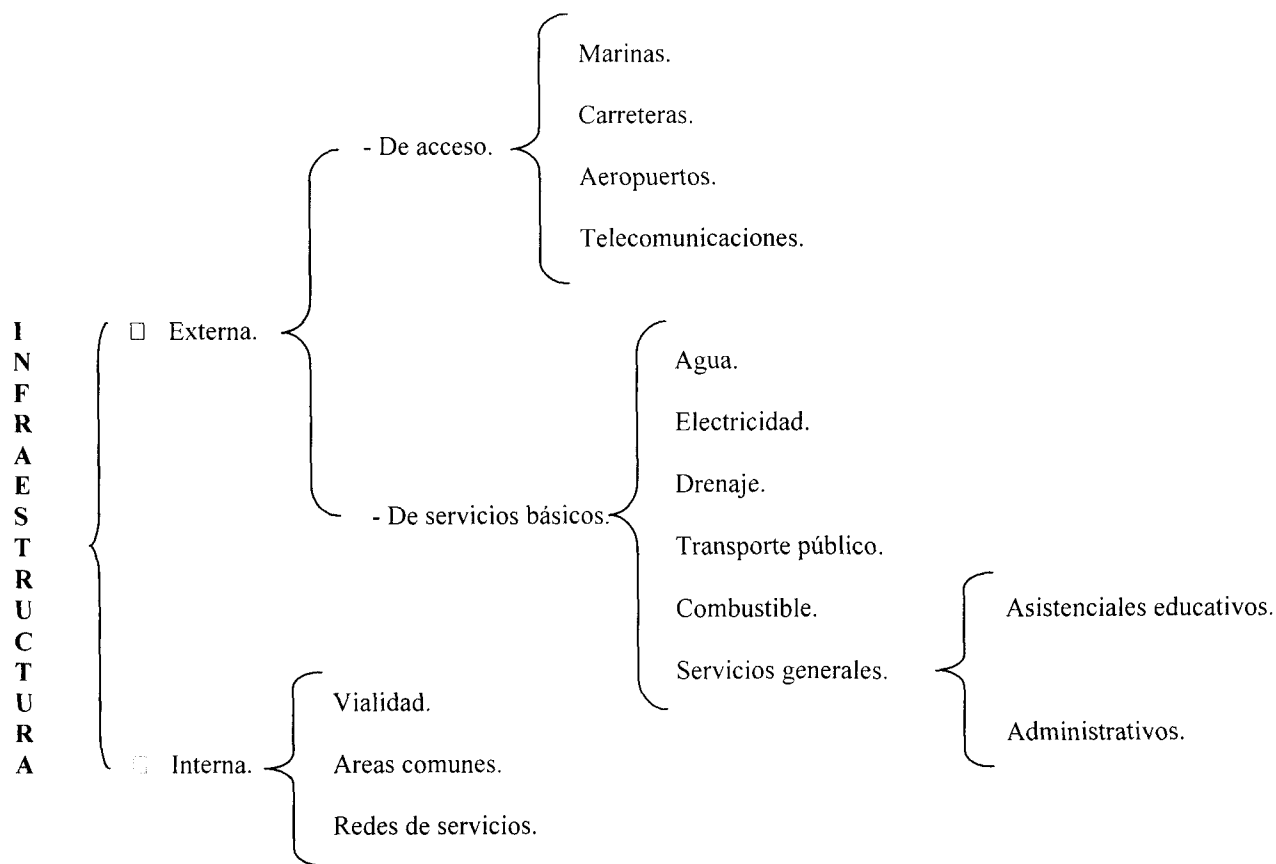 INFRAESTRUCTURA
Externa.
- De acceso.
Marinas.
Carreteras.
Aeropuertos.
Telecomunicaciones.
- De servicios básicos.
Agua.
Electricidad.
Drenaje.
Transporte público.
Combustible.
Servicios generales.
Asistenciales educativos.
Administrativos.
Interna.
Vialidad.
Areas comunes.
Redes de servicios.